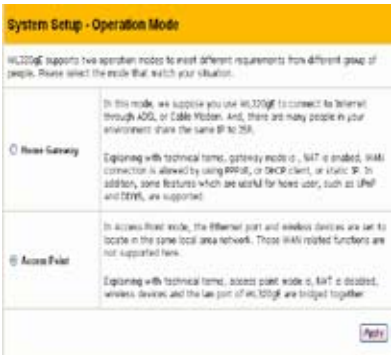 System Setup - Operation Mode
WL320gE supports two operation modes to meet different requirements from different group of
people. Please select the mode that match your situation.
Home Gateway
In this mode, we suppose you use WL320gE to connect to Internet
through ADSL or Cable Modem. And, there are many people in your
environment share the same IP to ISP.
Explaining with technical terms, gateway mode is , NAT is enabled, WAN
connection is allowed by using PPPoE, or DHCP client, or static IP. In
addition, some features which are useful for home user, such as UPnP
and DDNS, are supported.
Access Point
In Access Point mode, the Ethernet port and wireless devices are set to
locate in the same local area network. Those WAN related functions are
not supported here.
Explaining with technical terms, access point mode is, NAT is disabled,
wireless devices and the lan port of WL320gE are bridged together.
Apply